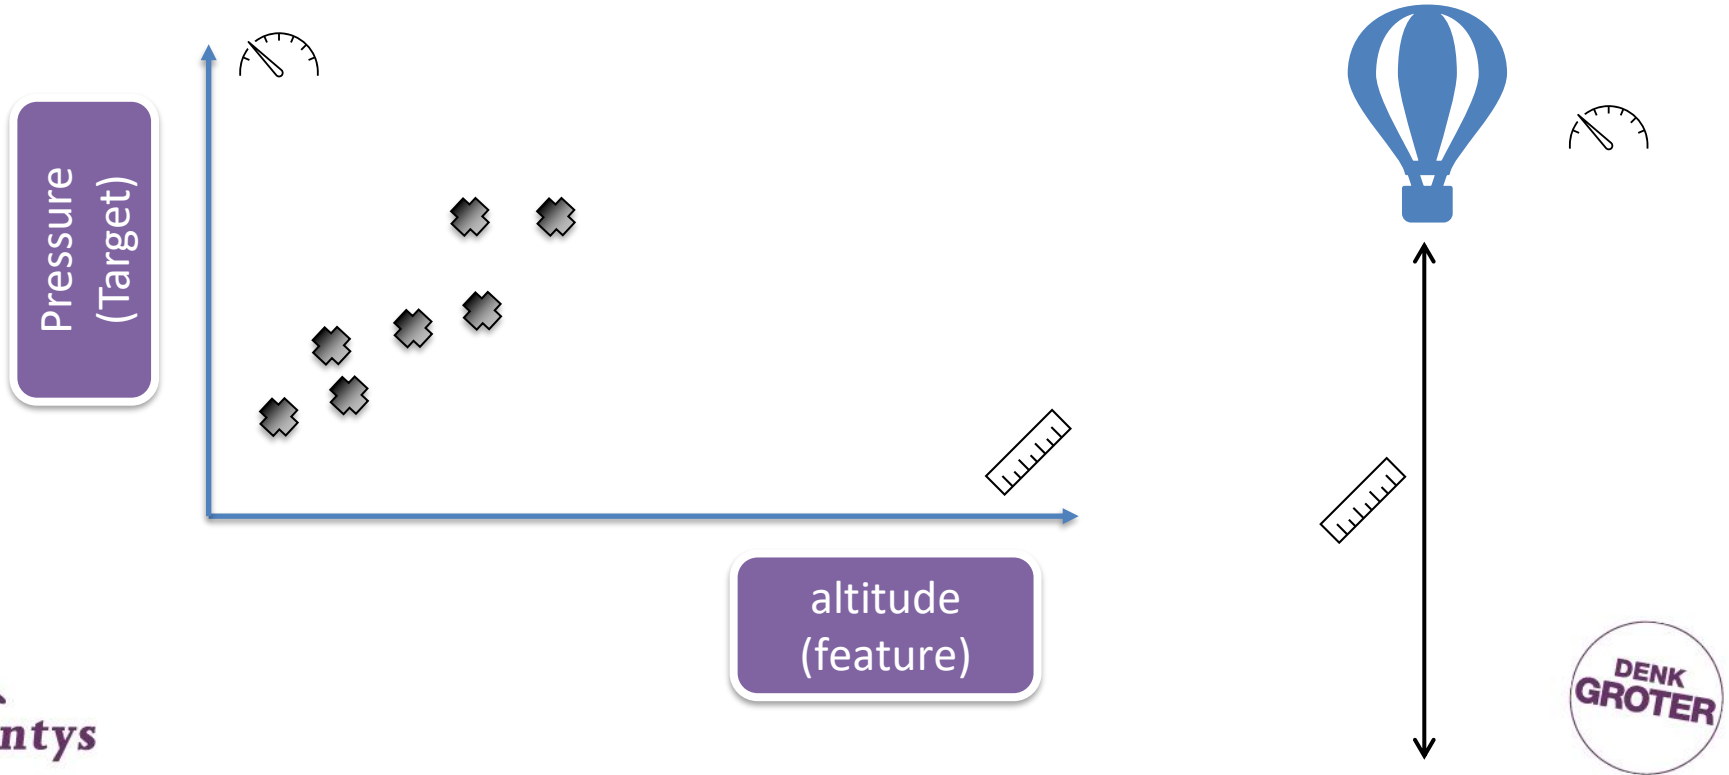 Pressure
(Target)
altitude
(feature)
ntys
DENK
GROTER